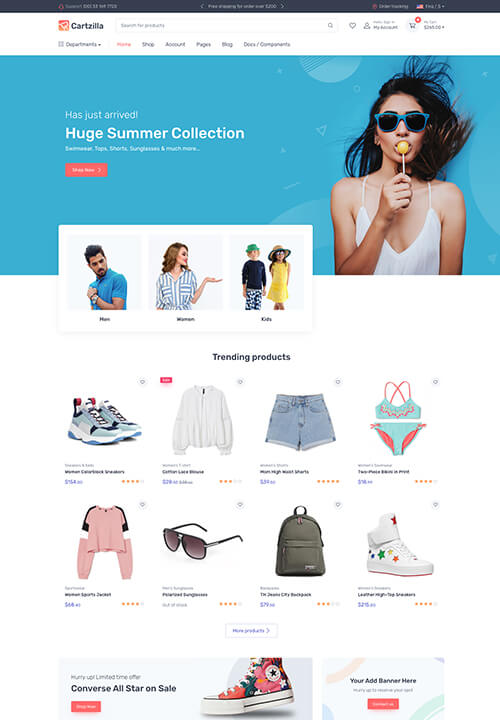 Support (00) 33 169 7720
Free shipping for order over $200
Order tracking
Eng / $
Cartzilla
Search for products
Hello, Sign in
My Account
4
My Cart
$265.00
Departments
Home
Shop
Account
Pages
Blog
Docs / Components
Has just arrived!
Huge Summer Collection
Swimwear, Tops, Shorts, Sunglasses & much more...
Shop Now
Men
Women
Kids
Trending products
Sale
Sneakers & Keds
Women Colorblock Sneakers
$154.00
Women's T-shirt
Cotton Lace Blouse
$28.50
Women's Shorts
Mom High Waist Shorts
$39.50
Women's Swimwear
Two-Piece Bikini in Print
$18.99
Sportswear
Women Sports Jacket
$68.40
Men's Sunglasses
Polarized Sunglasses
Out of stock
Backpacks
TH Jeans City Backpack
$79.50
Women's Sneakers
Leather High-Top Sneakers
$215.00
More products
Hurry up! Limited time offer
Converse All Star on Sale
Shop Now
Your Add Banner Here
Hurry up to reserve your spot
Contact us